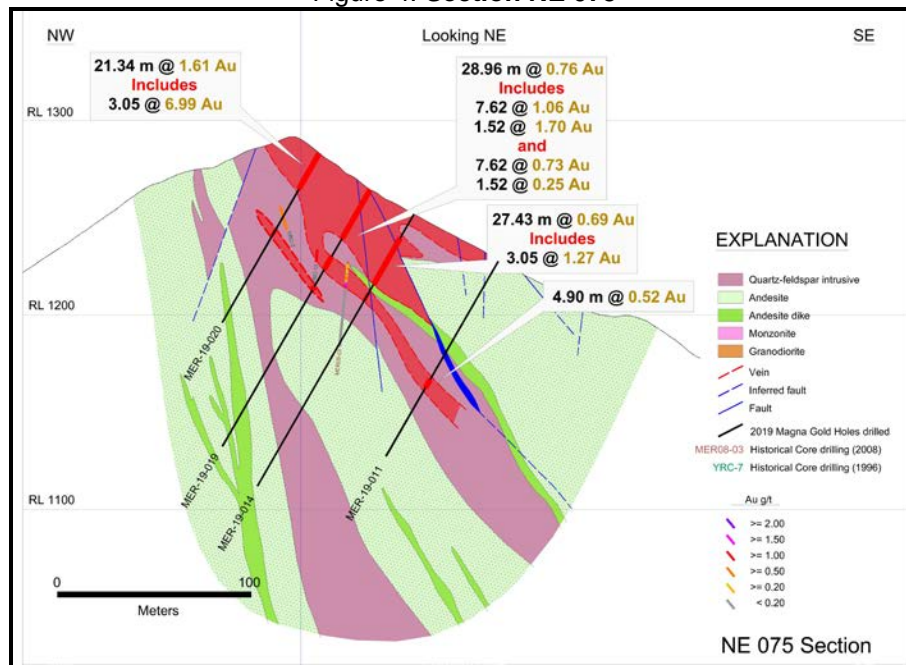 Figure 4. Section NE 075
NW
Looking NE
SE
21.34 m @ 1.61 Au
Includes
3.05 @ 6.99 Au
28.96 m @ 0.76 Au
Includes
7.62 @ 1.06 Au
1.52 @ 1.70 Au
and
7.62 @ 0.73 Au
1.52 @ 0.25 Au
27.43 m @ 0.69 Au
Includes
3.05 @ 1.27 Au
4.90 m @ 0.52 Au
RL 1300
RL 1200
RL 1100
MER-19-020
MER-19-019
MER-19-014
MER-19-011
0
100
Meters
EXPLANATION
Quartz-feldspar intrusive
Andesite
Andesite dike
Monzonite
Granodiorite
Vein
Inferred fault
Fault
2019 Magna Gold Holes drilled
MER08-03 Historical Core drilling (2008)
YRC-7 Historical Core drilling (1996)
Au g/t
>= 2.00
>= 1.50
>= 1.00
>= 0.50
>= 0.20
< 0.20
NE 075 Section